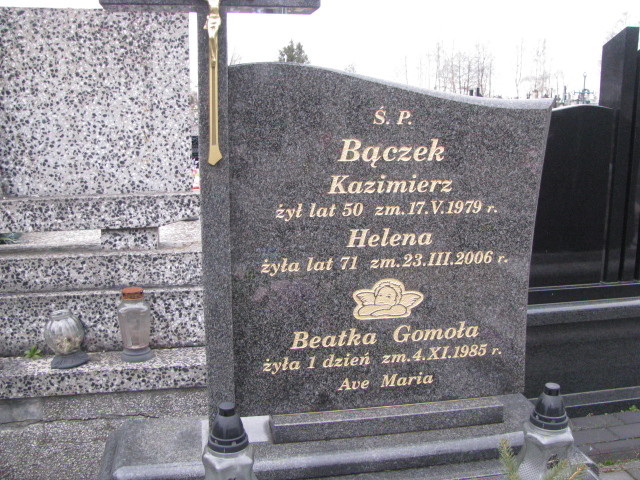 Ś. P.
Bączek
Kazimierz
żył lat 50 zm.17.V.1979 r.
Helena
żyła lat 71 zm.23.III.2006 r.
Beatka Gomoła
żyła 1 dzień zm.4.XI.1985 r.
Ave Maria